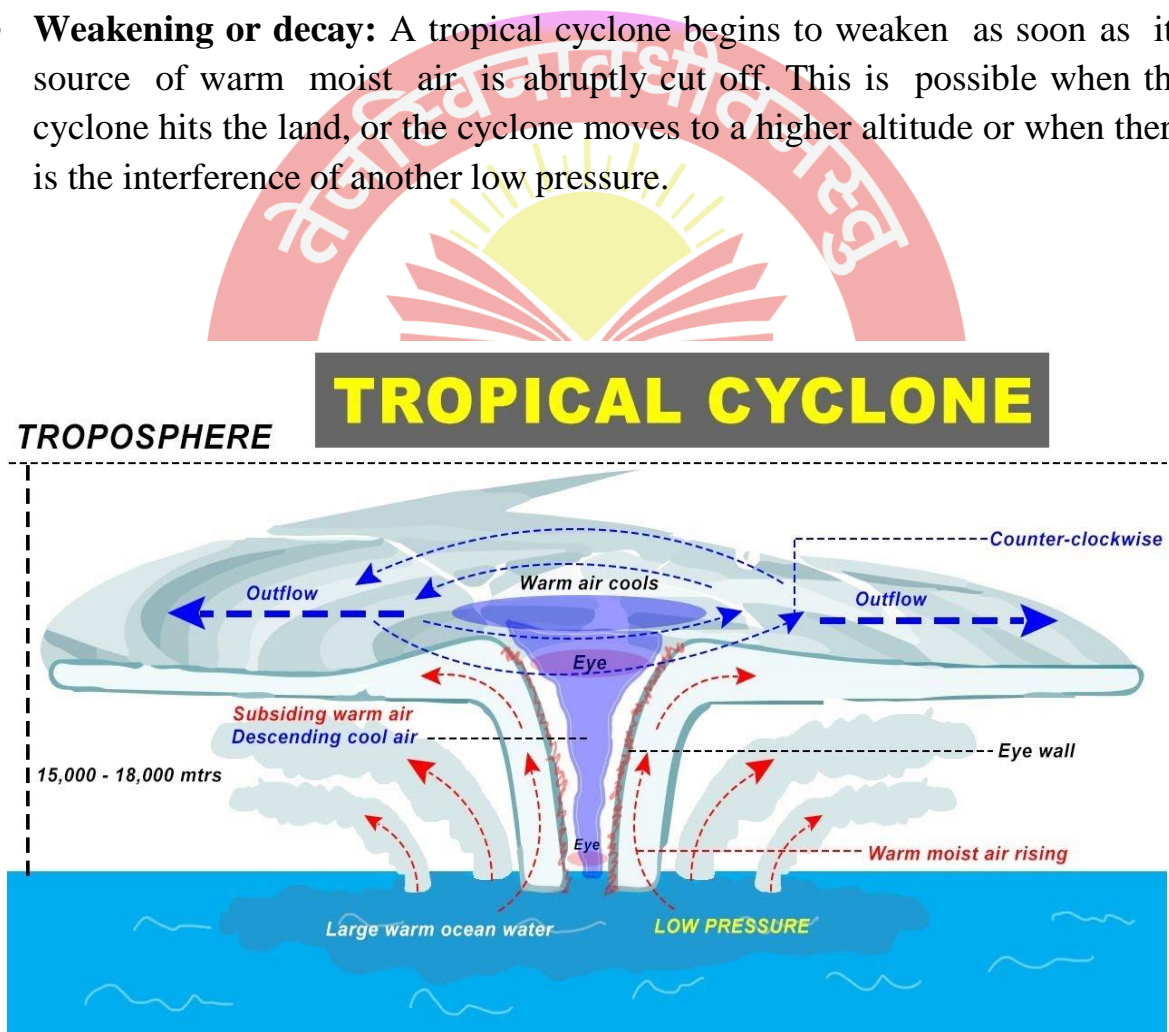 Weakening or decay: A tropical cyclone begins to weaken as soon as it
source of warm moist air is abruptly cut off. This is possible when th
cyclone hits the land, or the cyclone moves to a higher altitude or when ther
is the interference of another low pressure.
तेजस्विनावधीतमस्तु
TROPICAL CYCLONE
TROPOSPHERE
Counter-clockwise
Warm air cools
Outflow
Outflow
Eye
Subsiding warm air
Descending cool air
Eye wall
15,000 - 18,000 mtrs
Eye
Warm moist air rising
Large warm ocean water
LOW PRESSURE